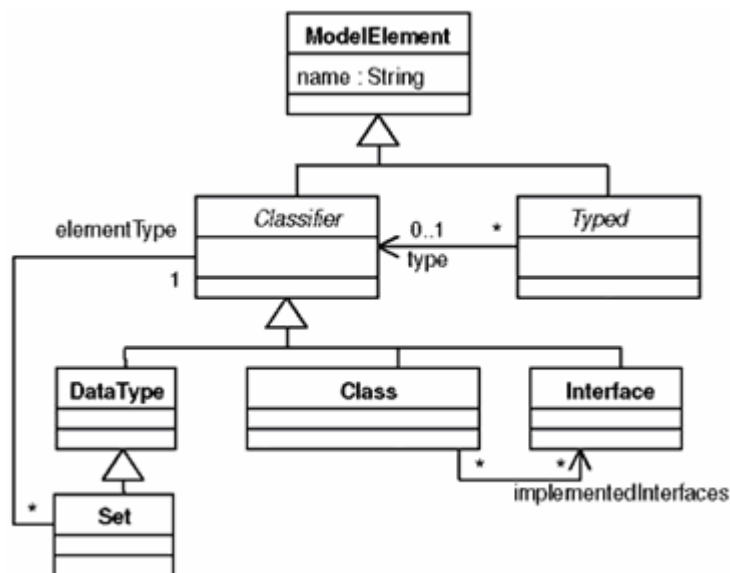 ModelElement
name : String
Classifier
Typed
elementType
0..1
*
type
1
DataType
Class
Interface
*
*
implementedInterfaces
*
Set